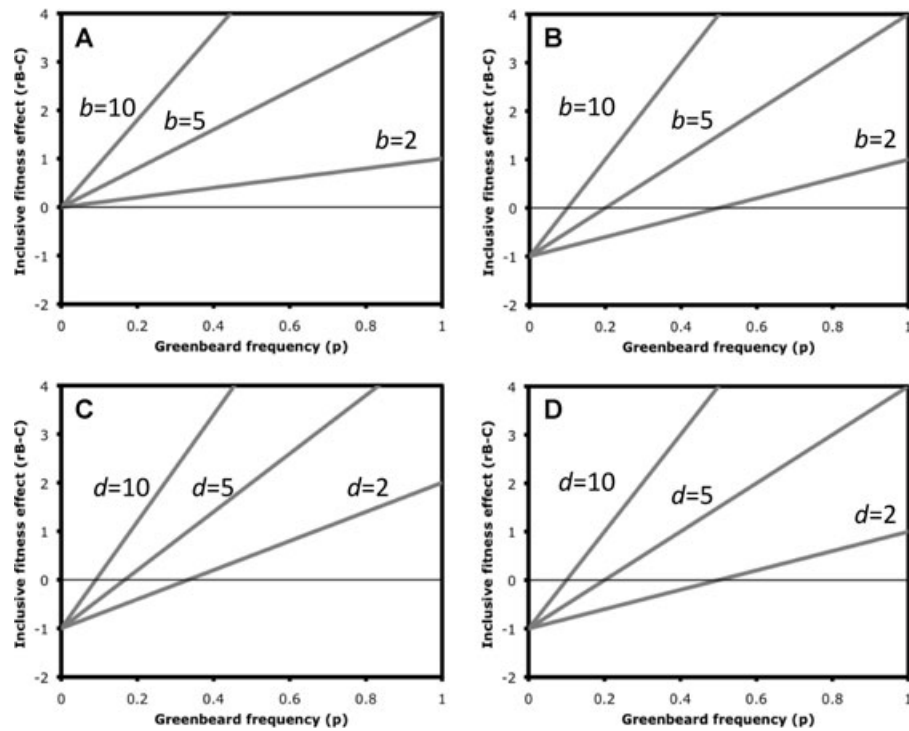 A
b=10
b=5
b=2
4
3
2
1
0
-1
-2
0
0.2
0.4
0.6
0.8
1
Inclusive fitness effect (rB-C)
Greenbeard frequency (p)
B
b=10
b=5
b=2
4
3
2
1
0
-1
-2
0
0.2
0.4
0.6
0.8
1
Inclusive fitness effect (rB-C)
Greenbeard frequency (p)
C
d=10
d=5
d=2
4
3
2
1
0
-1
-2
0
0.2
0.4
0.6
0.8
1
Inclusive fitness effect (rB-C)
Greenbeard frequency (p)
D
d=10
d=5
d=2
4
3
2
1
0
-1
-2
0
0.2
0.4
0.6
0.8
1
Inclusive fitness effect (rB-C)
Greenbeard frequency (p)